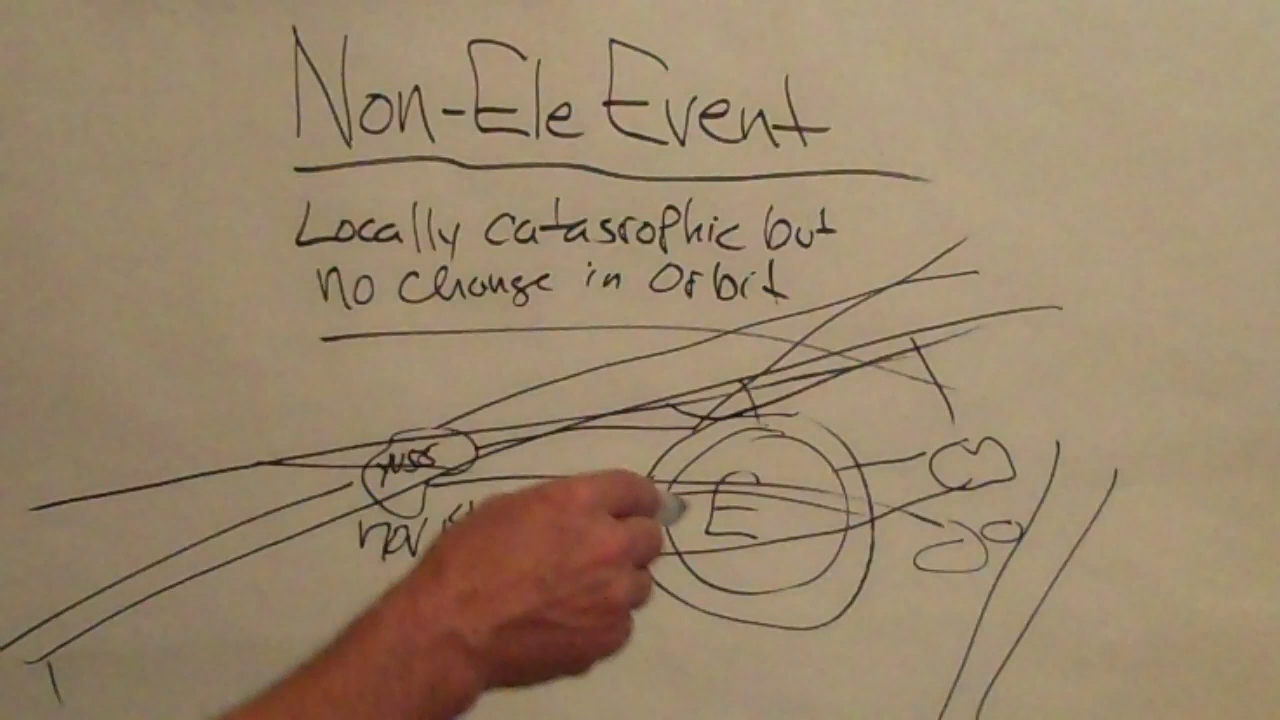 Non-Ele Event
Locally catasrophic but
no change in Orbit
E